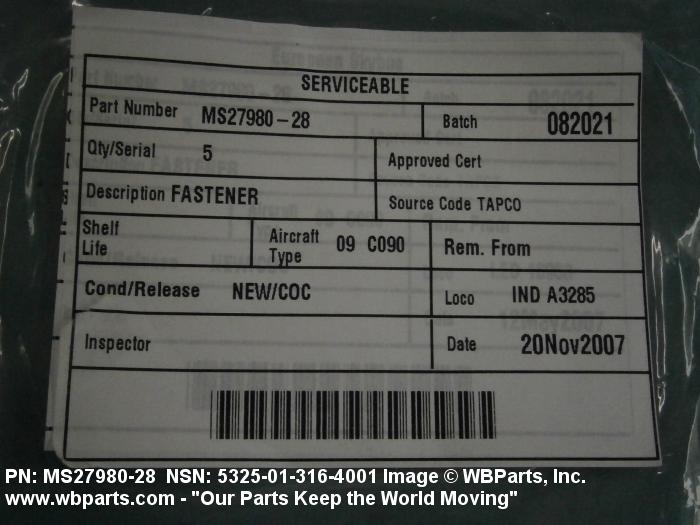 SERVICEABLE
Part Number MS27980-28 Batch 082021
Qty/Serial 5 Approved Cert
Description FASTENER Source Code TAPCO
Shelf Life Aircraft Type 09 C090 Rem. From
Cond/Release NEW/COC Loco IND A3285
Inspector Date 20Nov2007
PN: MS27980-28 NSN: 5325-01-316-4001 Image © WBParts, Inc.
www.wbparts.com - "Our Parts Keep the World Moving"